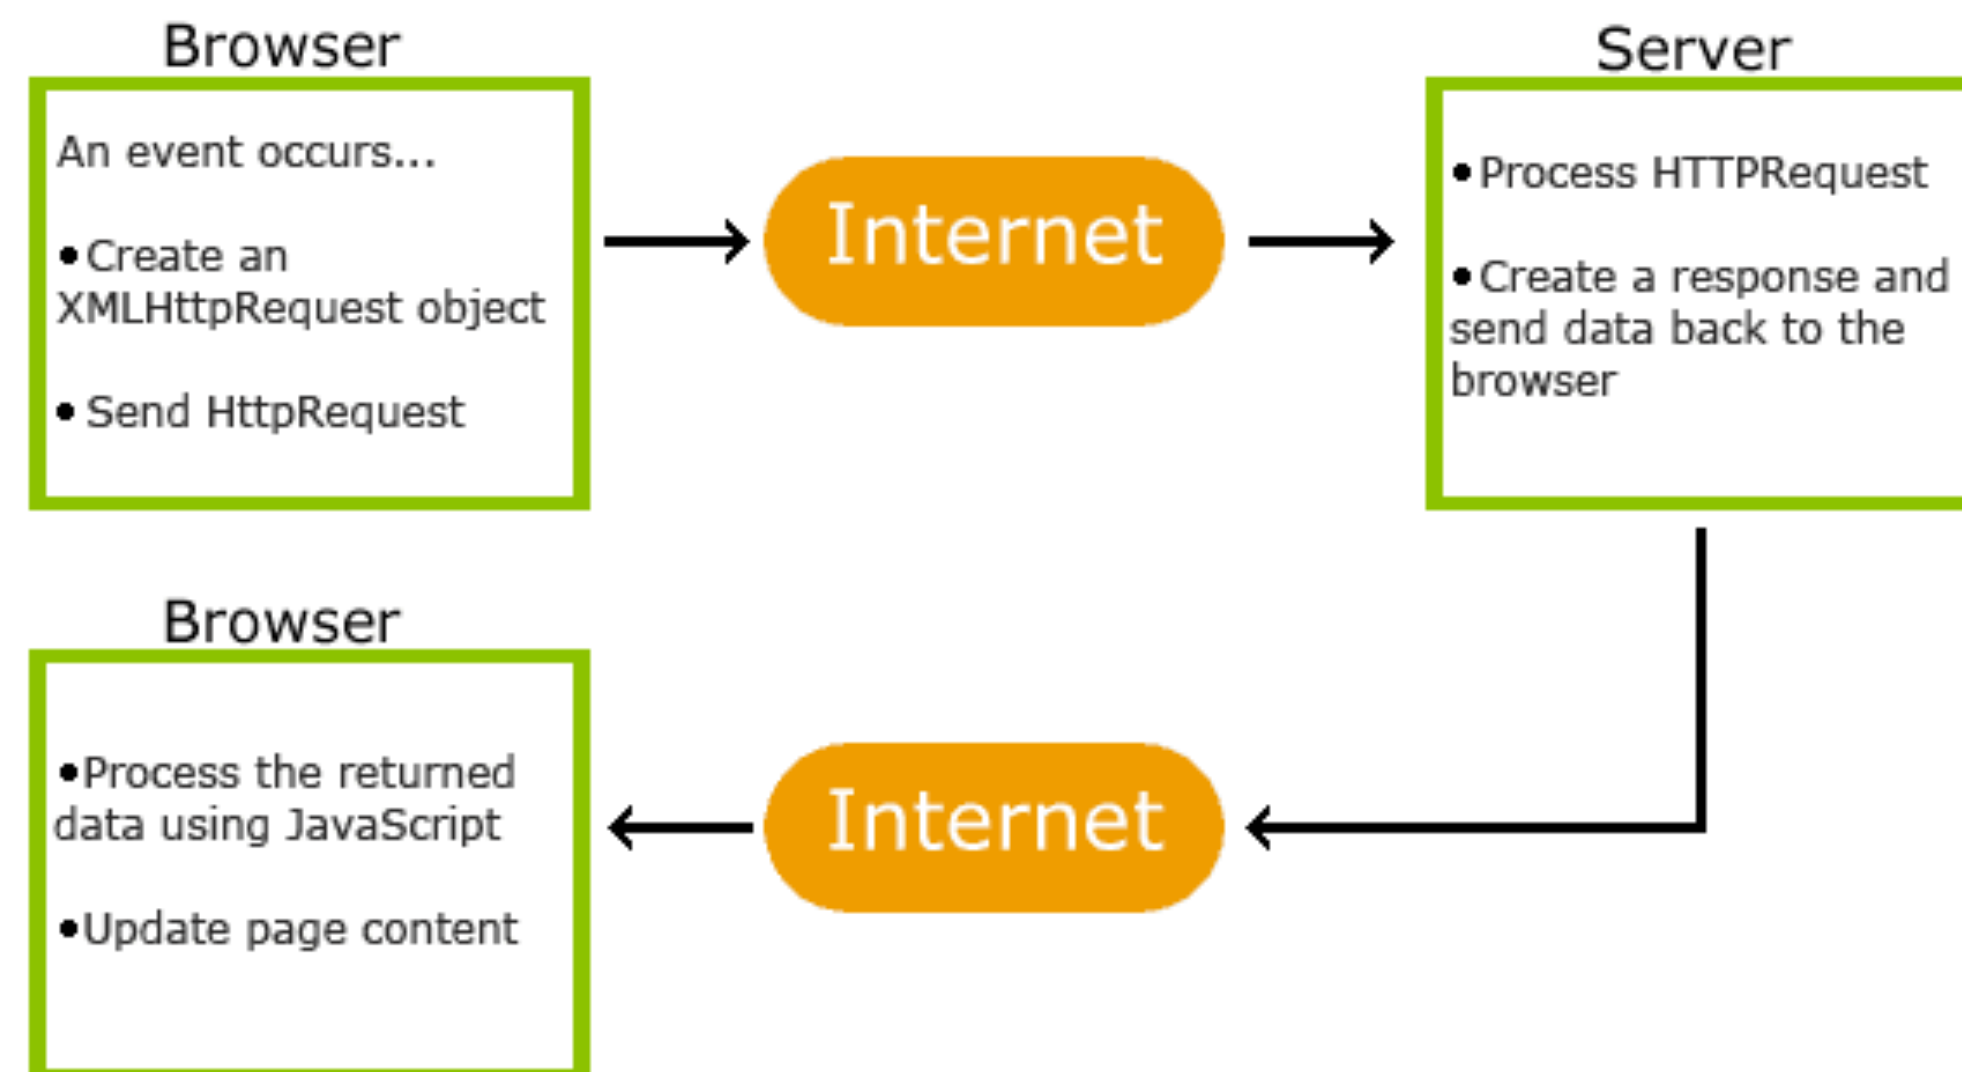 Browser
An event occurs...
•Create an
XMLHttpRequest object
• Send HttpRequest
Internet
Server
•Process HTTPRequest
•Create a response and
send data back to the
browser
Browser
•Process the returned
data using JavaScript
•Update page content
Internet